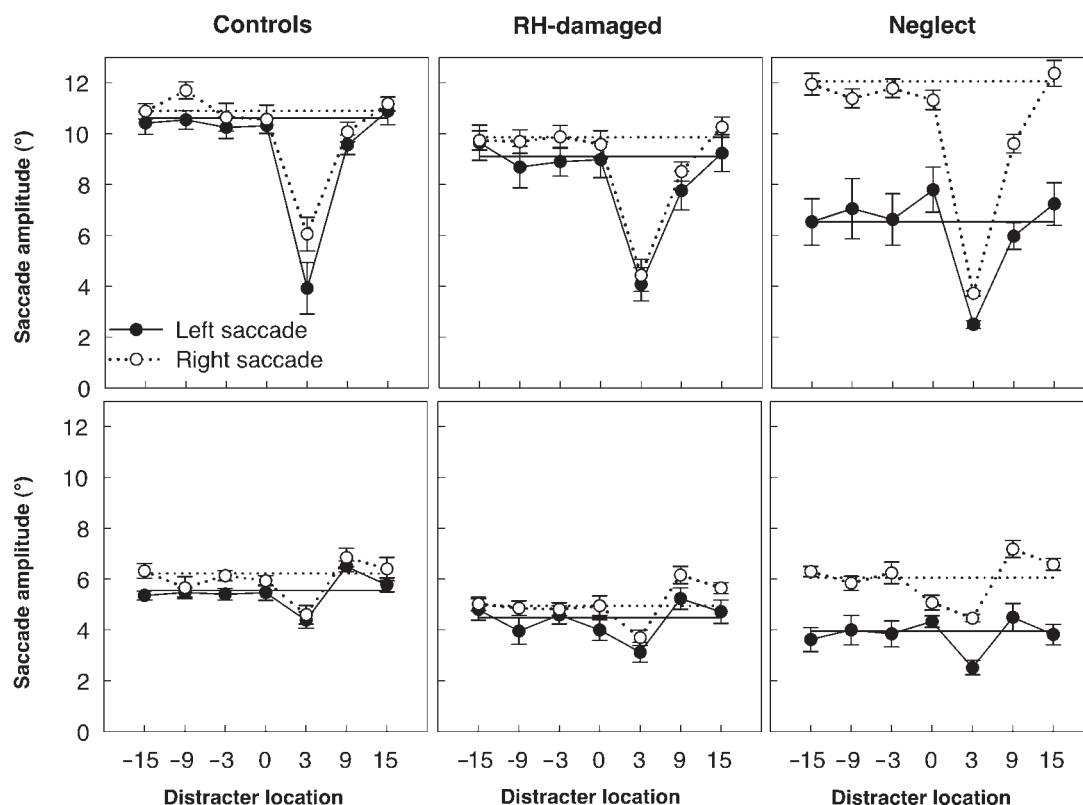 Controls RH-damaged Neglect
Saccade amplitude (°)
12
10
8
6
4
2
0
Left saccade
Right saccade
Saccade amplitude (°)
12
10
8
6
4
2
0
−15 −9 −3 0 3 9 15 −15 −9 −3 0 3 9 15 −15 −9 −3 0 3 9 15
Distracter location Distracter location Distracter location